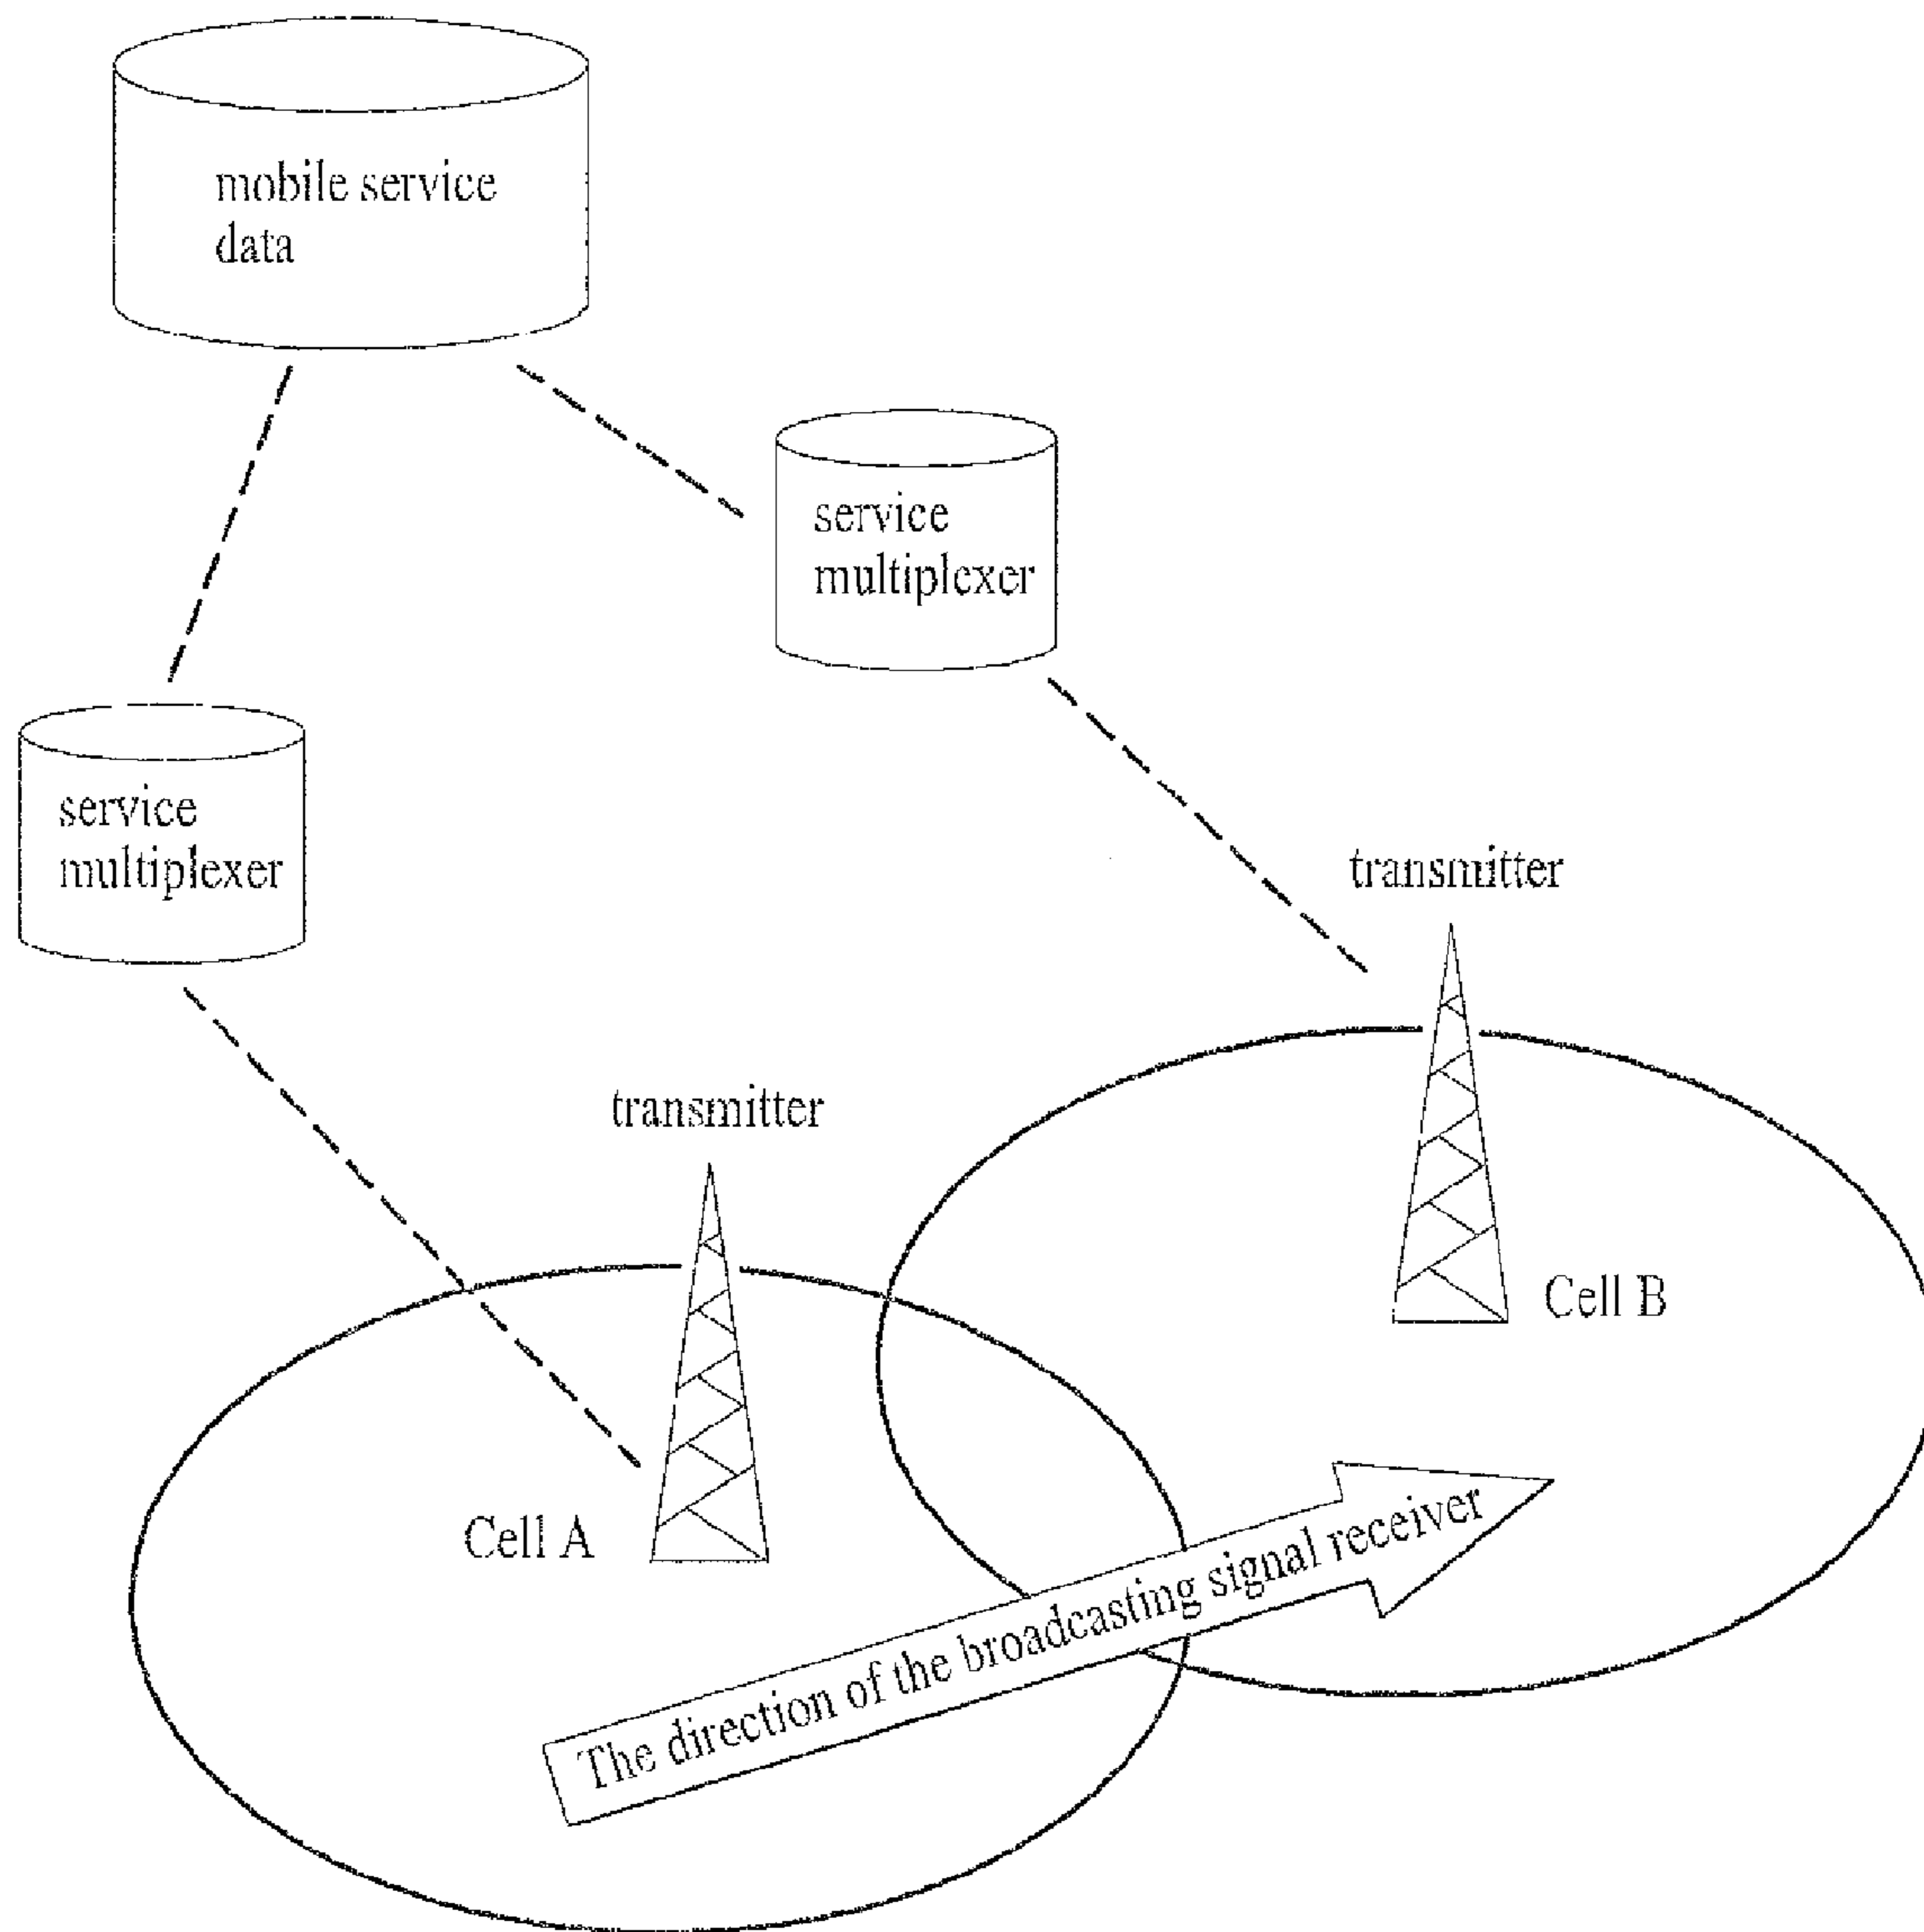 mobile service
data
service
multiplexer
service
multiplexer
transmitter
transmitter
Cell B
Cell A
The direction of the broadcasting signal receiver